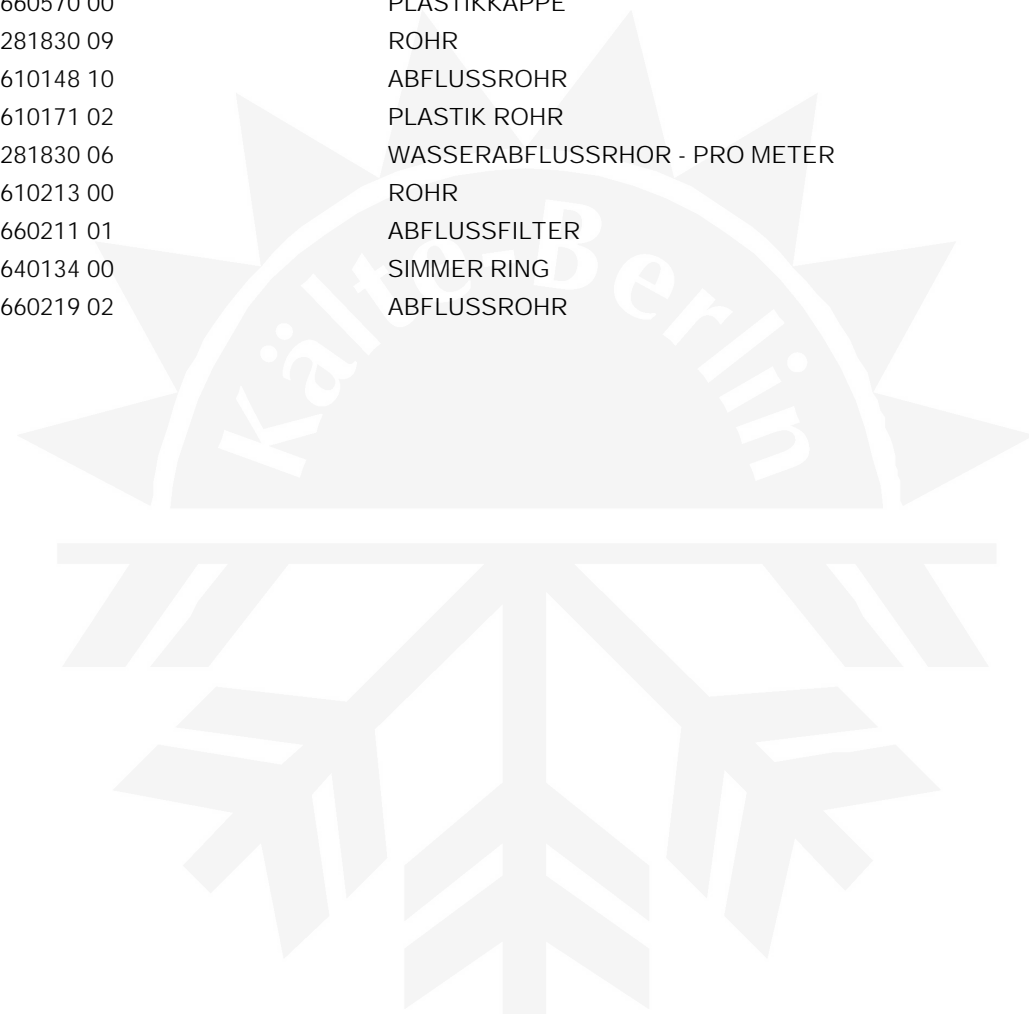 660570 00 PLASTIKKAPPE
281830 09 ROHR
610148 10 ABFLUSSROHR
610171 02 PLASTIK ROHR
281830 06 WASSERABFLUSSRHOR - PRO METER
610213 00 ROHR
660211 01 ABFLUSSFILTER
640134 00 SIMMER RING
660219 02 ABFLUSSROHR
Kälte-Berlin